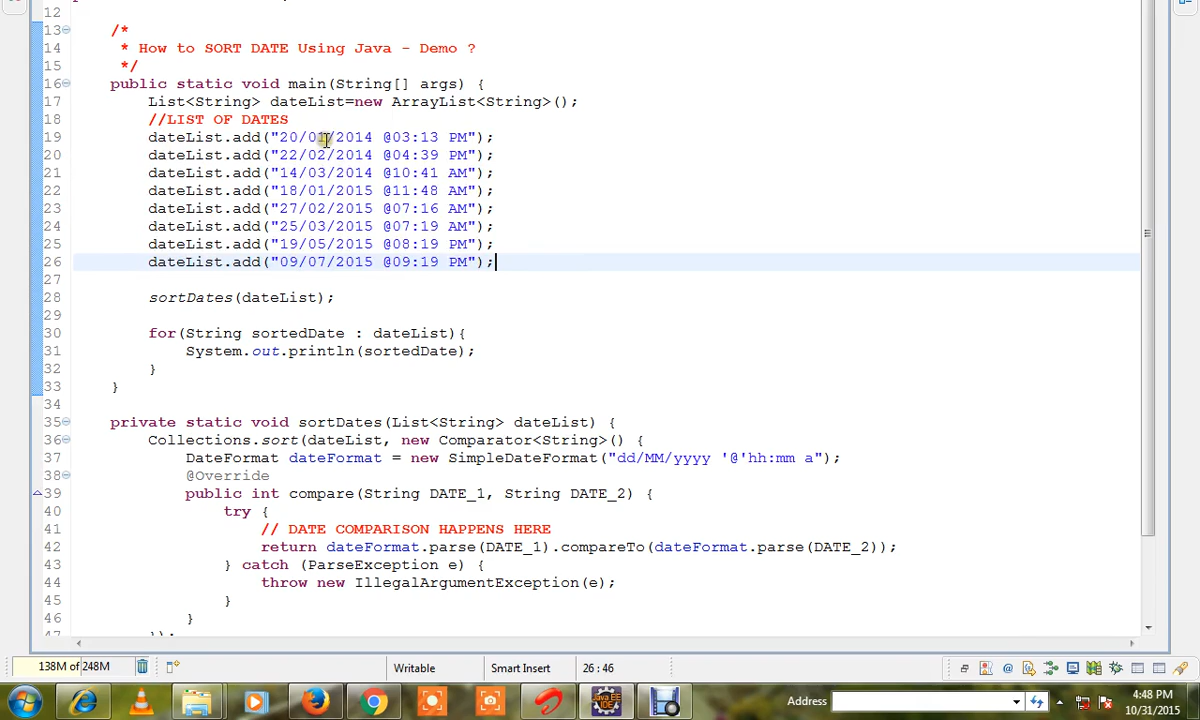 12
13 /*
14 * How to SORT DATE Using Java - Demo ?
15 */
16 public static void main(String[] args) {
17 List<String> dateList=new ArrayList<String>();
18 //LIST OF DATES
19 dateList.add("20/01/2014 @03:13 PM");
20 dateList.add("22/02/2014 @04:39 PM");
21 dateList.add("14/03/2014 @10:41 AM");
22 dateList.add("18/01/2015 @11:48 AM");
23 dateList.add("27/02/2015 @07:16 AM");
24 dateList.add("25/03/2015 @07:19 AM");
25 dateList.add("19/05/2015 @08:19 PM");
26 dateList.add("09/07/2015 @09:19 PM");
27
28 sortDates(dateList);
29
30 for(String sortedDate : dateList){
31 System.out.println(sortedDate);
32 }
33 }
34
35 private static void sortDates(List<String> dateList) {
36 Collections.sort(dateList, new Comparator<String>() {
37 DateFormat dateFormat = new SimpleDateFormat("dd/MM/yyyy '@'hh:mm a");
38 @Override
39 public int compare(String DATE_1, String DATE_2) {
40 try {
41 // DATE COMPARISON HAPPENS HERE
42 return dateFormat.parse(DATE_1).compareTo(dateFormat.parse(DATE_2));
43 } catch (ParseException e) {
44 throw new IllegalArgumentException(e);
45 }
46 }
47 });
138M of 248M Writable Smart Insert 26 : 46
Java EE IDE Address 4:48 PM
10/31/2015